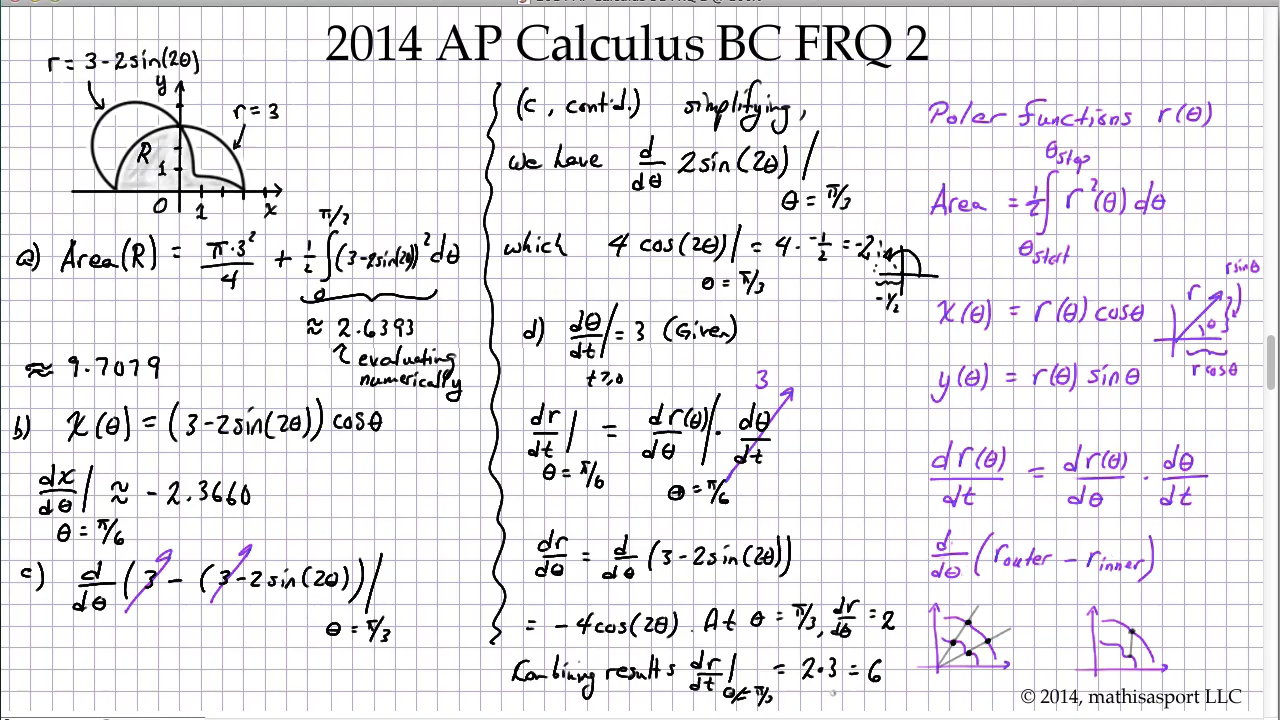 2014 AP Calculus BC FRQ 2
r = 3 - 2sin(2θ)
y
r = 3
R
1
0 1 x
a) Area(R) = π·3²/4 + 1/2 ∫₀^(π/2) (3-2sin(2θ))² dθ
≈ 2.6393
evaluating
numerically
≈ 9.7079
b) x(θ) = (3-2sin(2θ)) cosθ
dx/dθ | θ = π/6 ≈ -2.3660
c) d/dθ (3 - (3-2sin(2θ))) | θ = π/3
(c, cont'd.) simplifying,
we have d/dθ 2sin(2θ) | θ = π/3
which 4 cos(2θ) | θ = π/3 = 4·-1/2 = -2
-1/2
d) dθ/dt | t≥0 = 3 (Given)
3
dr/dt | θ = π/6 = dr(θ)/dθ | θ = π/6 · dθ/dt
dr/dθ = d/dθ (3-2sin(2θ))
= -4cos(2θ). At θ = π/3, dr/dθ = 2
Combining results dr/dt | θ = π/3 = 2·3 = 6
Polar functions r(θ)
Area = 1/2 ∫ θstart ^ θstop r²(θ) dθ
x(θ) = r(θ) cosθ
r θ r sinθ
r cosθ
y(θ) = r(θ) sinθ
dr(θ)/dt = dr(θ)/dθ · dθ/dt
d/dθ (router - rinner)
© 2014, mathisasport LLC